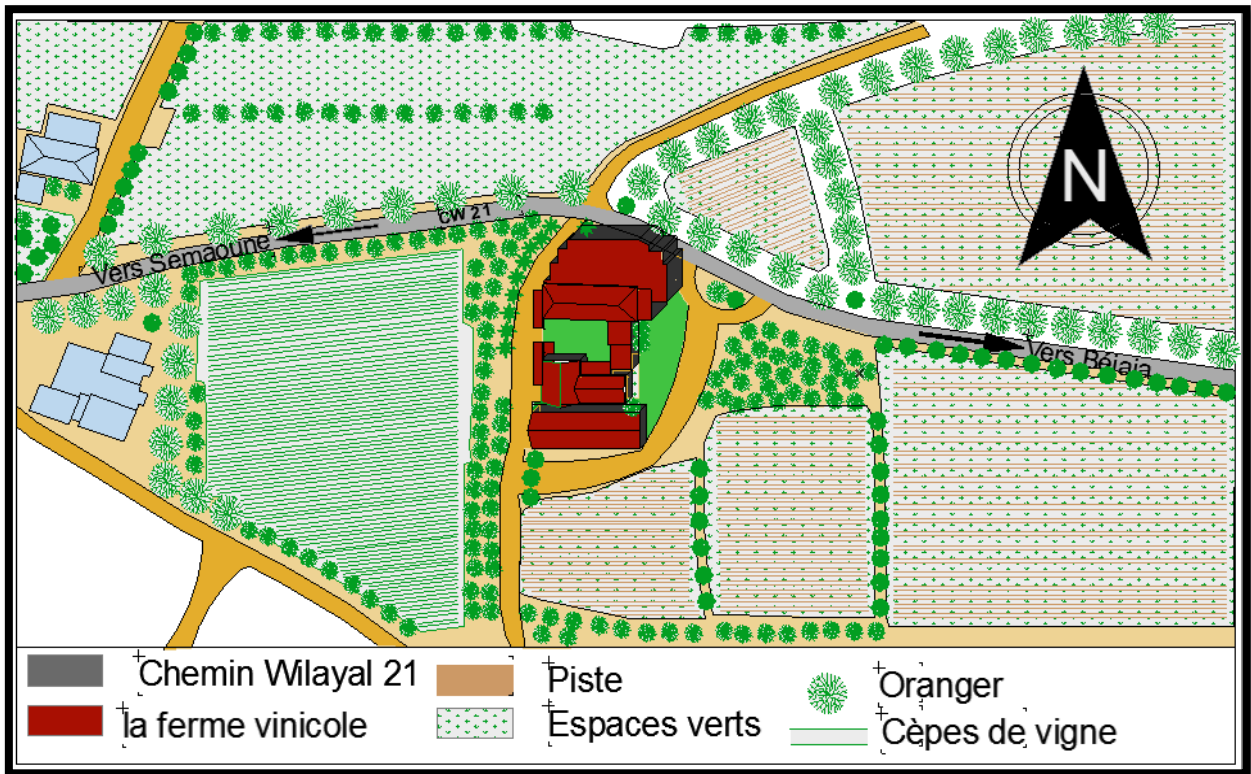 N
CW 21
Vers Semaoune
Vers Béjaia
Chemin Wilayal 21
Piste
Oranger
la ferme vinicole
Espaces verts
Cèpes de vigne